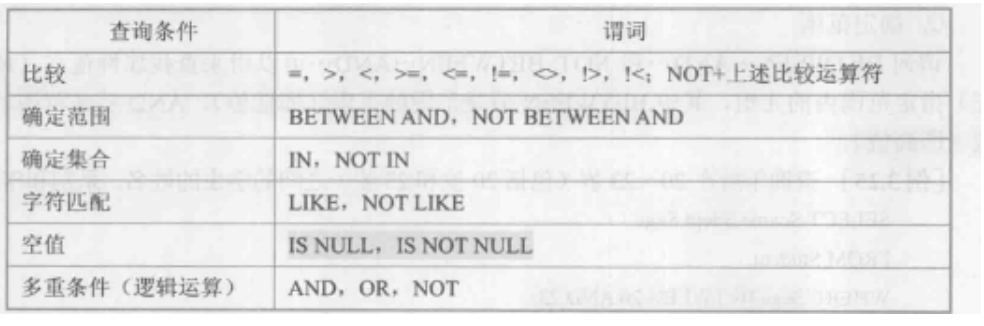 查询条件 谓词
比较 =，>，<，>=，<=，!=，<>，!>，!<；NOT+上述比较运算符
确定范围 BETWEEN AND，NOT BETWEEN AND
确定集合 IN，NOT IN
字符匹配 LIKE，NOT LIKE
空值 IS NULL，IS NOT NULL
多重条件（逻辑运算） AND，OR，NOT